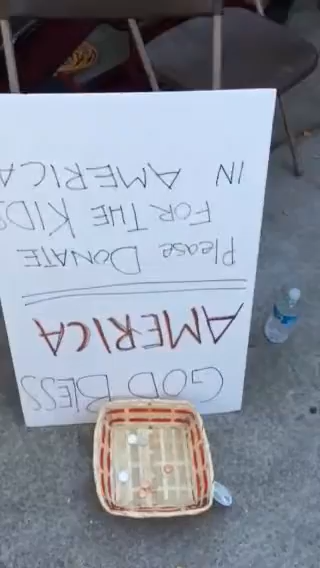 GOD BLESS
AMERICA
Please DONATE
FOR THE KIDS
IN AMERICA